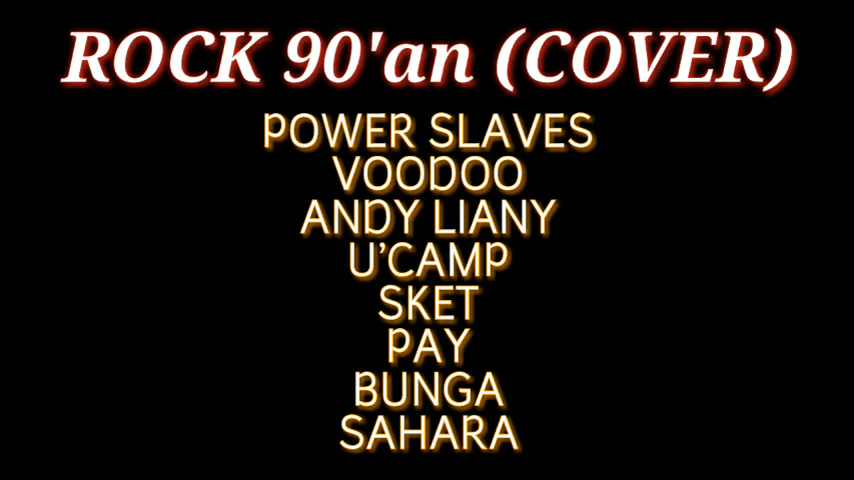 ROCK 90'an (COVER)
POWER SLAVES
VOODOO
ANDY LIANY
U'CAMP
SKET
PAY
BUNGA
SAHARA